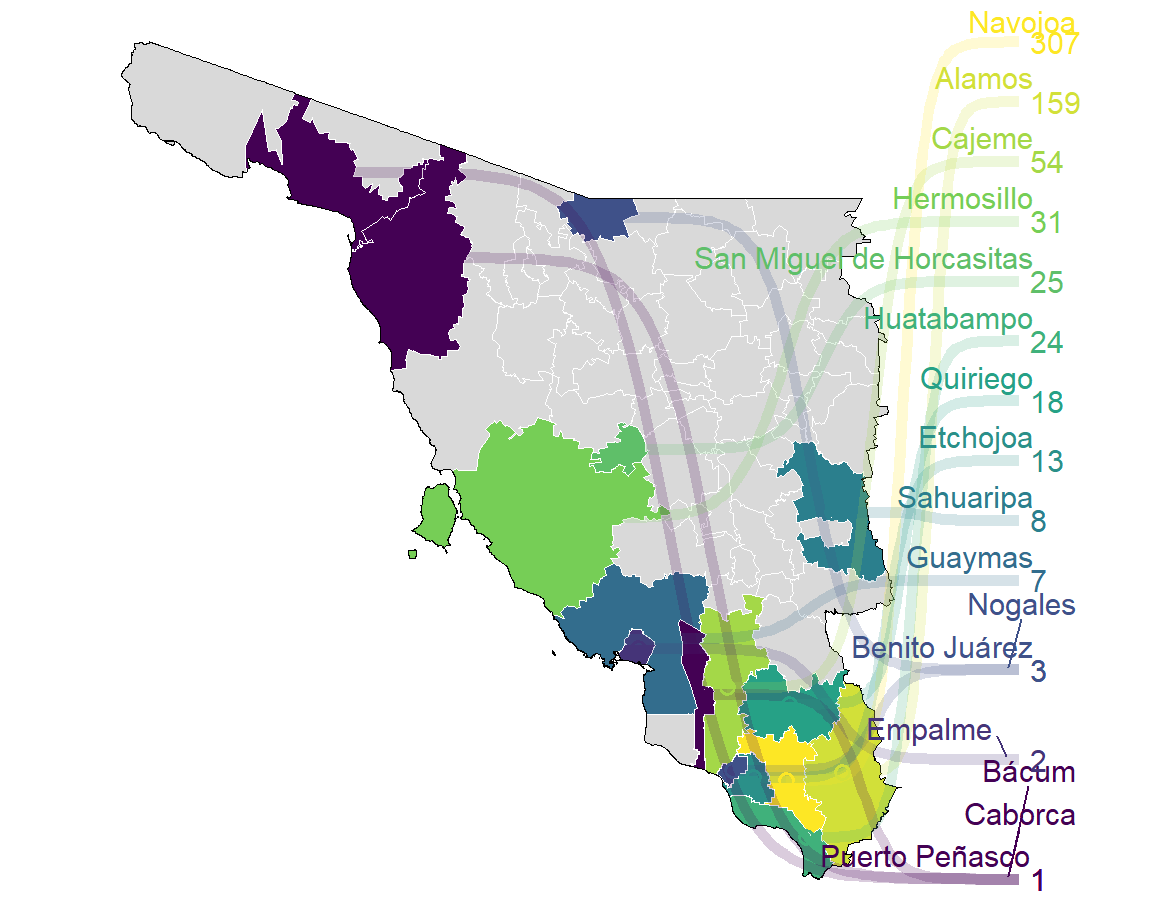 Navojoa
307
Alamos
159
Cajeme
54
Hermosillo
31
San Miguel de Horcasitas
25
Huatabampo
24
Quiriego
18
Etchojoa
13
Sahuaripa
8
Guaymas
7
Nogales
Benito Juárez
3
Empalme
2
Bácum
Caborca
Puerto Peñasco
1